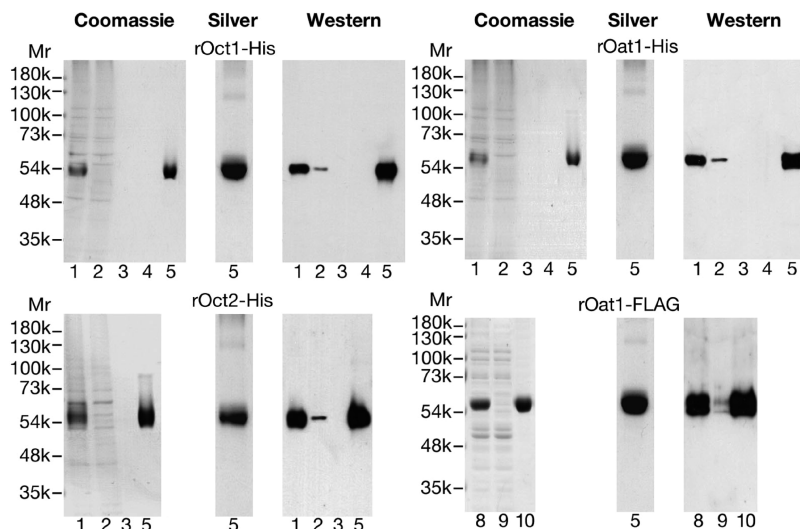 Coomassie Silver Western
rOct1-His
Mr
180k
130k
100k
73k
54k
48k
35k
1 2 3 4 5 5 1 2 3 4 5
Coomassie Silver Western
rOat1-His
Mr
180k
130k
100k
73k
54k
48k
35k
1 2 3 4 5 5 1 2 3 4 5
rOct2-His
Mr
180k
130k
100k
73k
54k
48k
35k
1 2 3 5 5 1 2 3 5
rOat1-FLAG
Mr
180k
130k
100k
73k
54k
48k
35k
8 9 10 5 8 9 10